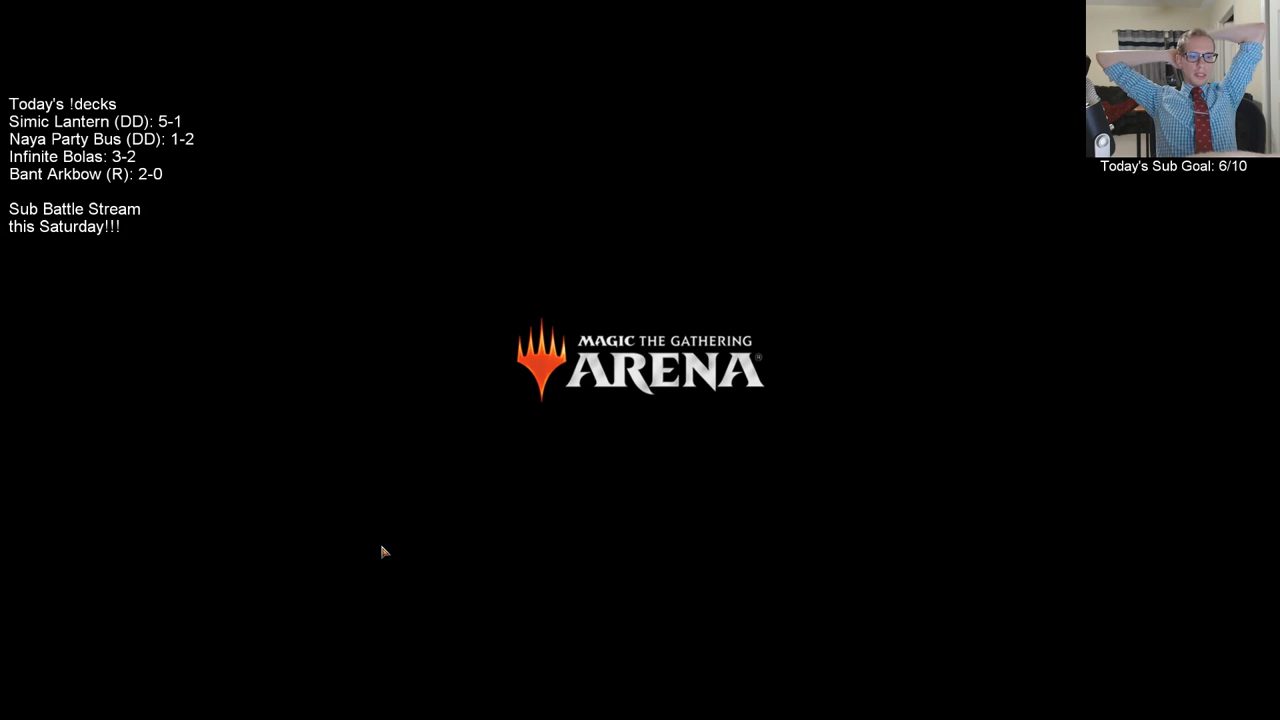 Today's !decks
Simic Lantern (DD): 5-1
Naya Party Bus (DD): 1-2
Infinite Bolas: 3-2
Bant Arkbow (R): 2-0
Sub Battle Stream
this Saturday!!!
Today's Sub Goal: 6/10
MAGIC THE GATHERING
ARENA®